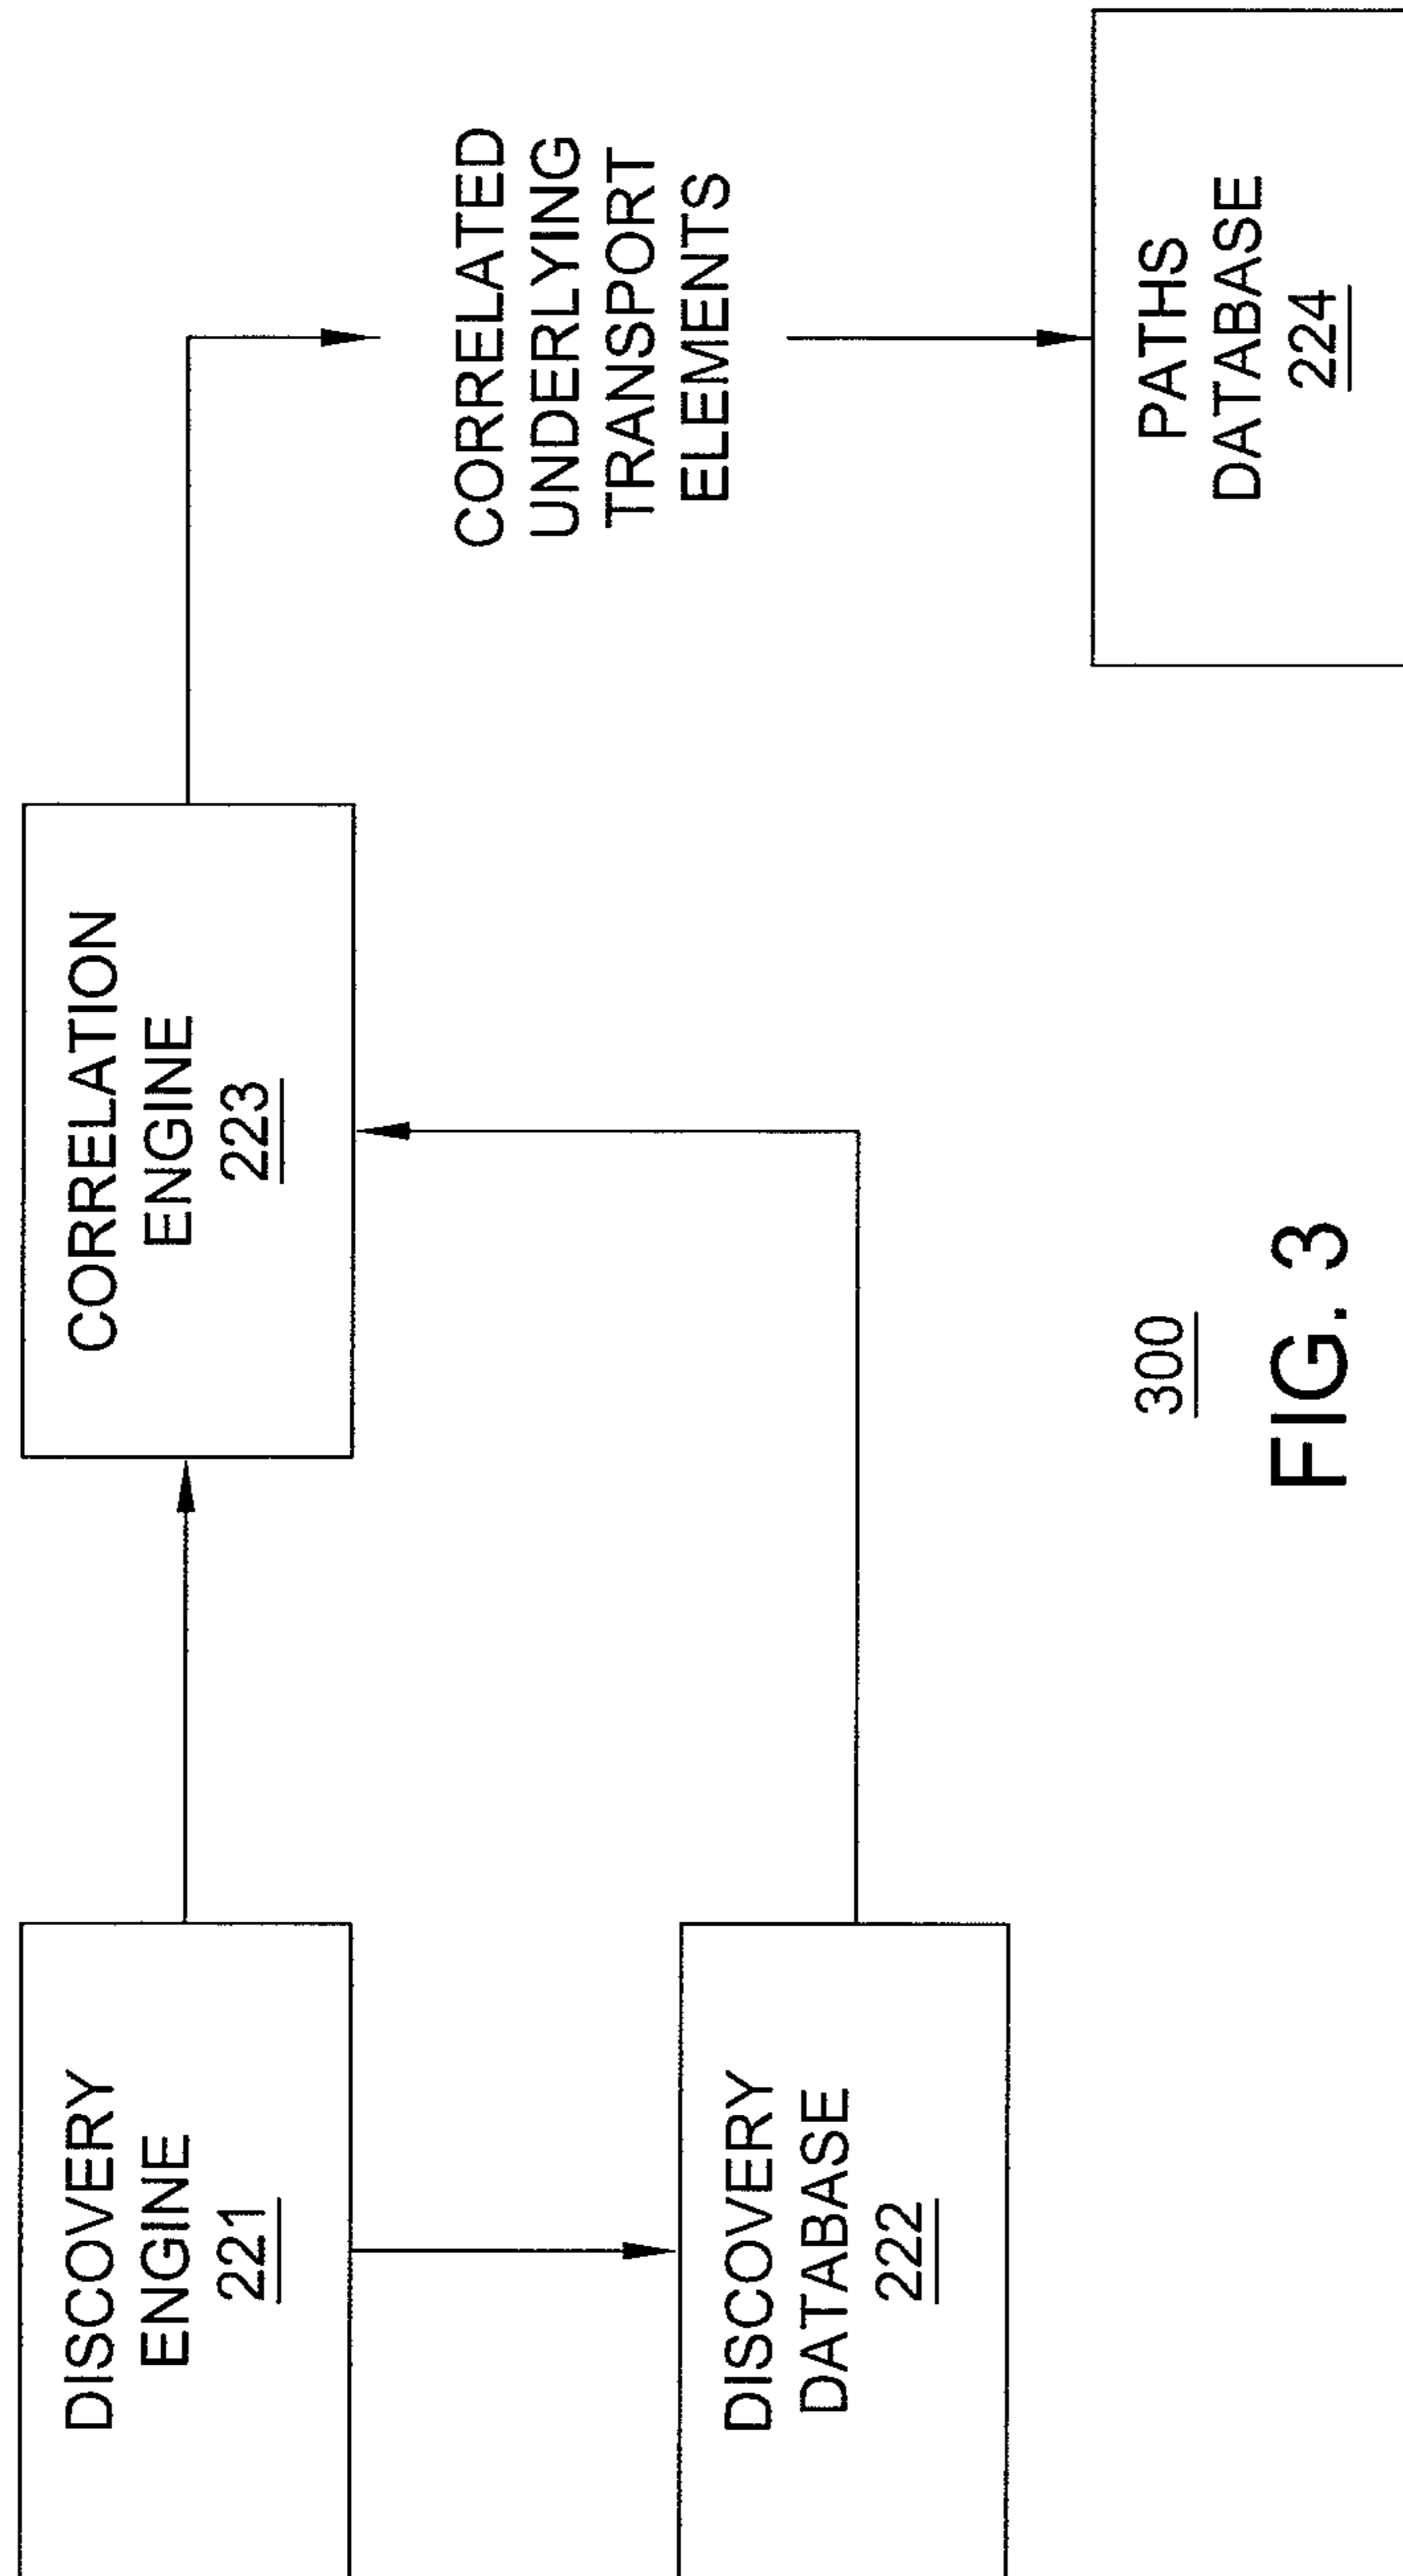 DISCOVERY
ENGINE
221
CORRELATION
ENGINE
223
CORRELATED
UNDERLYING
TRANSPORT
ELEMENTS
DISCOVERY
DATABASE
222
PATHS
DATABASE
224
300
FIG. 3